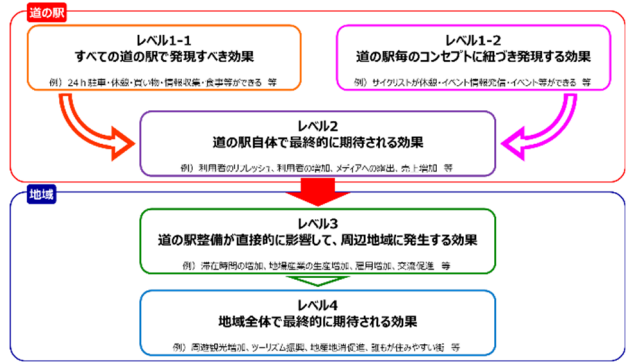 道の駅
レベル1-1
すべての道の駅で発現すべき効果
例）24ｈ駐車・休憩・買い物・情報収集・食事等ができる 等
レベル1-2
道の駅毎のコンセプトに紐づき発現する効果
例）サイクリストが休憩・イベント情報発信・イベント等ができる 等
レベル2
道の駅自体で最終的に期待される効果
例）利用者のリフレッシュ、利用者の増加、メディアへの露出、売上増加 等
地域
レベル3
道の駅整備が直接的に影響して、周辺地域に発生する効果
例）滞在時間の増加、地場産業の生産増加、雇用増加、交流促進 等
レベル4
地域全体で最終的に期待される効果
例）周遊観光増加、ツーリズム振興、地産地消促進、誰もが住みやすい街 等